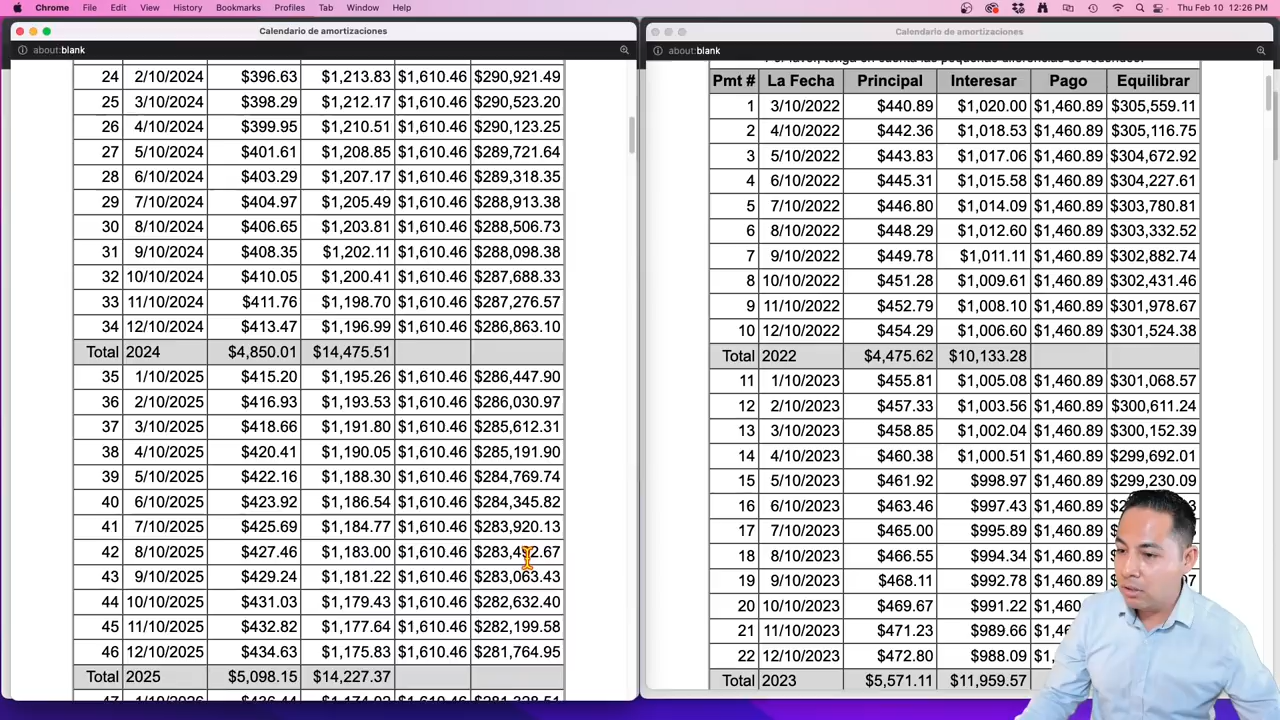 Chrome File Edit View History Bookmarks Profiles Tab Window Help Thu Feb 10 12:26 PM
Calendario de amortizaciones
about:blank
24 2/10/2024 $396.63 $1,213.83 $1,610.46 $290,921.49
25 3/10/2024 $398.29 $1,212.17 $1,610.46 $290,523.20
26 4/10/2024 $399.95 $1,210.51 $1,610.46 $290,123.25
27 5/10/2024 $401.61 $1,208.85 $1,610.46 $289,721.64
28 6/10/2024 $403.29 $1,207.17 $1,610.46 $289,318.35
29 7/10/2024 $404.97 $1,205.49 $1,610.46 $288,913.38
30 8/10/2024 $406.65 $1,203.81 $1,610.46 $288,506.73
31 9/10/2024 $408.35 $1,202.11 $1,610.46 $288,098.38
32 10/10/2024 $410.05 $1,200.41 $1,610.46 $287,688.33
33 11/10/2024 $411.76 $1,198.70 $1,610.46 $287,276.57
34 12/10/2024 $413.47 $1,196.99 $1,610.46 $286,863.10
Total 2024 $4,850.01 $14,475.51
35 1/10/2025 $415.20 $1,195.26 $1,610.46 $286,447.90
36 2/10/2025 $416.93 $1,193.53 $1,610.46 $286,030.97
37 3/10/2025 $418.66 $1,191.80 $1,610.46 $285,612.31
38 4/10/2025 $420.41 $1,190.05 $1,610.46 $285,191.90
39 5/10/2025 $422.16 $1,188.30 $1,610.46 $284,769.74
40 6/10/2025 $423.92 $1,186.54 $1,610.46 $284,345.82
41 7/10/2025 $425.69 $1,184.77 $1,610.46 $283,920.13
42 8/10/2025 $427.46 $1,183.00 $1,610.46
43 9/10/2025 $429.24 $1,181.22 $1,610.46 $283,063.43
44 10/10/2025 $431.03 $1,179.43 $1,610.46 $282,632.40
45 11/10/2025 $432.82 $1,177.64 $1,610.46 $282,199.58
46 12/10/2025 $434.63 $1,175.83 $1,610.46 $281,764.95
Total 2025 $5,098.15 $14,227.37
Calendario de amortizaciones
about:blank
Pmt # La Fecha Principal Interesar Pago Equilibrar
1 3/10/2022 $440.89 $1,020.00 $1,460.89 $305,559.11
2 4/10/2022 $442.36 $1,018.53 $1,460.89 $305,116.75
3 5/10/2022 $443.83 $1,017.06 $1,460.89 $304,672.92
4 6/10/2022 $445.31 $1,015.58 $1,460.89 $304,227.61
5 7/10/2022 $446.80 $1,014.09 $1,460.89 $303,780.81
6 8/10/2022 $448.29 $1,012.60 $1,460.89 $303,332.52
7 9/10/2022 $449.78 $1,011.11 $1,460.89 $302,882.74
8 10/10/2022 $451.28 $1,009.61 $1,460.89 $302,431.46
9 11/10/2022 $452.79 $1,008.10 $1,460.89 $301,978.67
10 12/10/2022 $454.29 $1,006.60 $1,460.89 $301,524.38
Total 2022 $4,475.62 $10,133.28
11 1/10/2023 $455.81 $1,005.08 $1,460.89 $301,068.57
12 2/10/2023 $457.33 $1,003.56 $1,460.89 $300,611.24
13 3/10/2023 $458.85 $1,002.04 $1,460.89 $300,152.39
14 4/10/2023 $460.38 $1,000.51 $1,460.89 $299,692.01
15 5/10/2023 $461.92 $998.97 $1,460.89 $299,230.09
16 6/10/2023 $463.46 $997.43 $1,460.89
17 7/10/2023 $465.00 $995.89 $1,460.89
18 8/10/2023 $466.55 $994.34 $1,460.89
19 9/10/2023 $468.11 $992.78 $1,460.89
20 10/10/2023 $469.67 $991.22
21 11/10/2023 $471.23 $989.66
22 12/10/2023 $472.80 $988.09
Total 2023 $5,571.11 $11,959.57